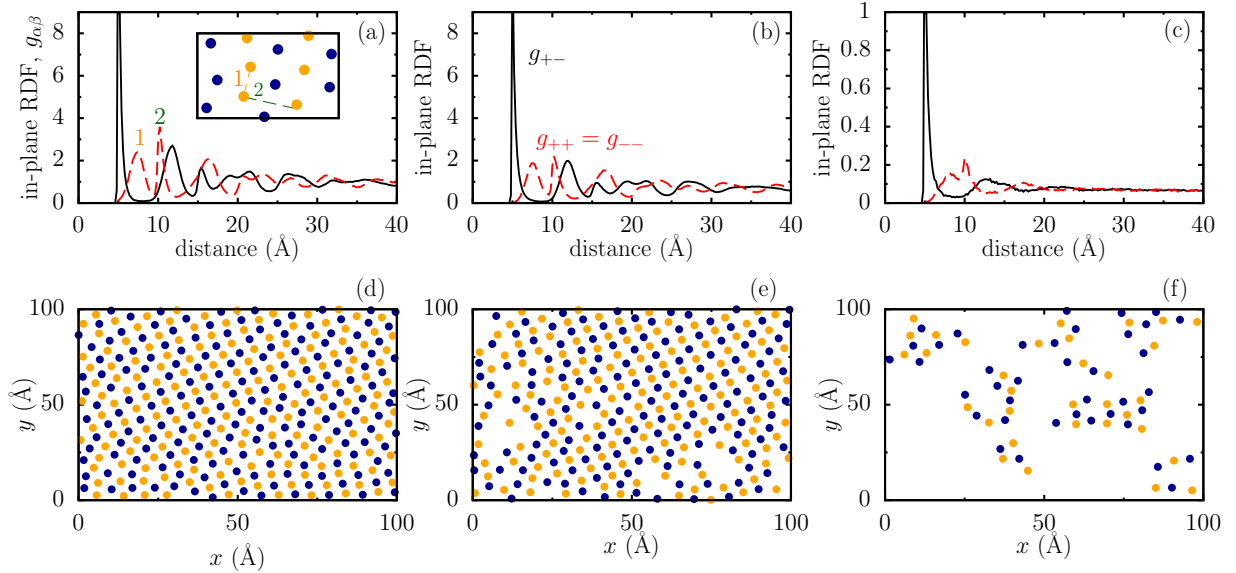 in-plane RDF, gαβ
8
6
4
2
0
0 10 20 30 40
distance (Å)
(a)
1
2
1
2
in-plane RDF
8
6
4
2
0
0 10 20 30 40
distance (Å)
(b)
g+−
g++ = g−−
in-plane RDF
1
0.8
0.6
0.4
0.2
0
0 10 20 30 40
distance (Å)
(c)
(d)
y (Å)
100
50
0
0 50 100
x (Å)
(e)
y (Å)
100
50
0
0 50 100
x (Å)
(f)
y (Å)
100
50
0
0 50 100
x (Å)